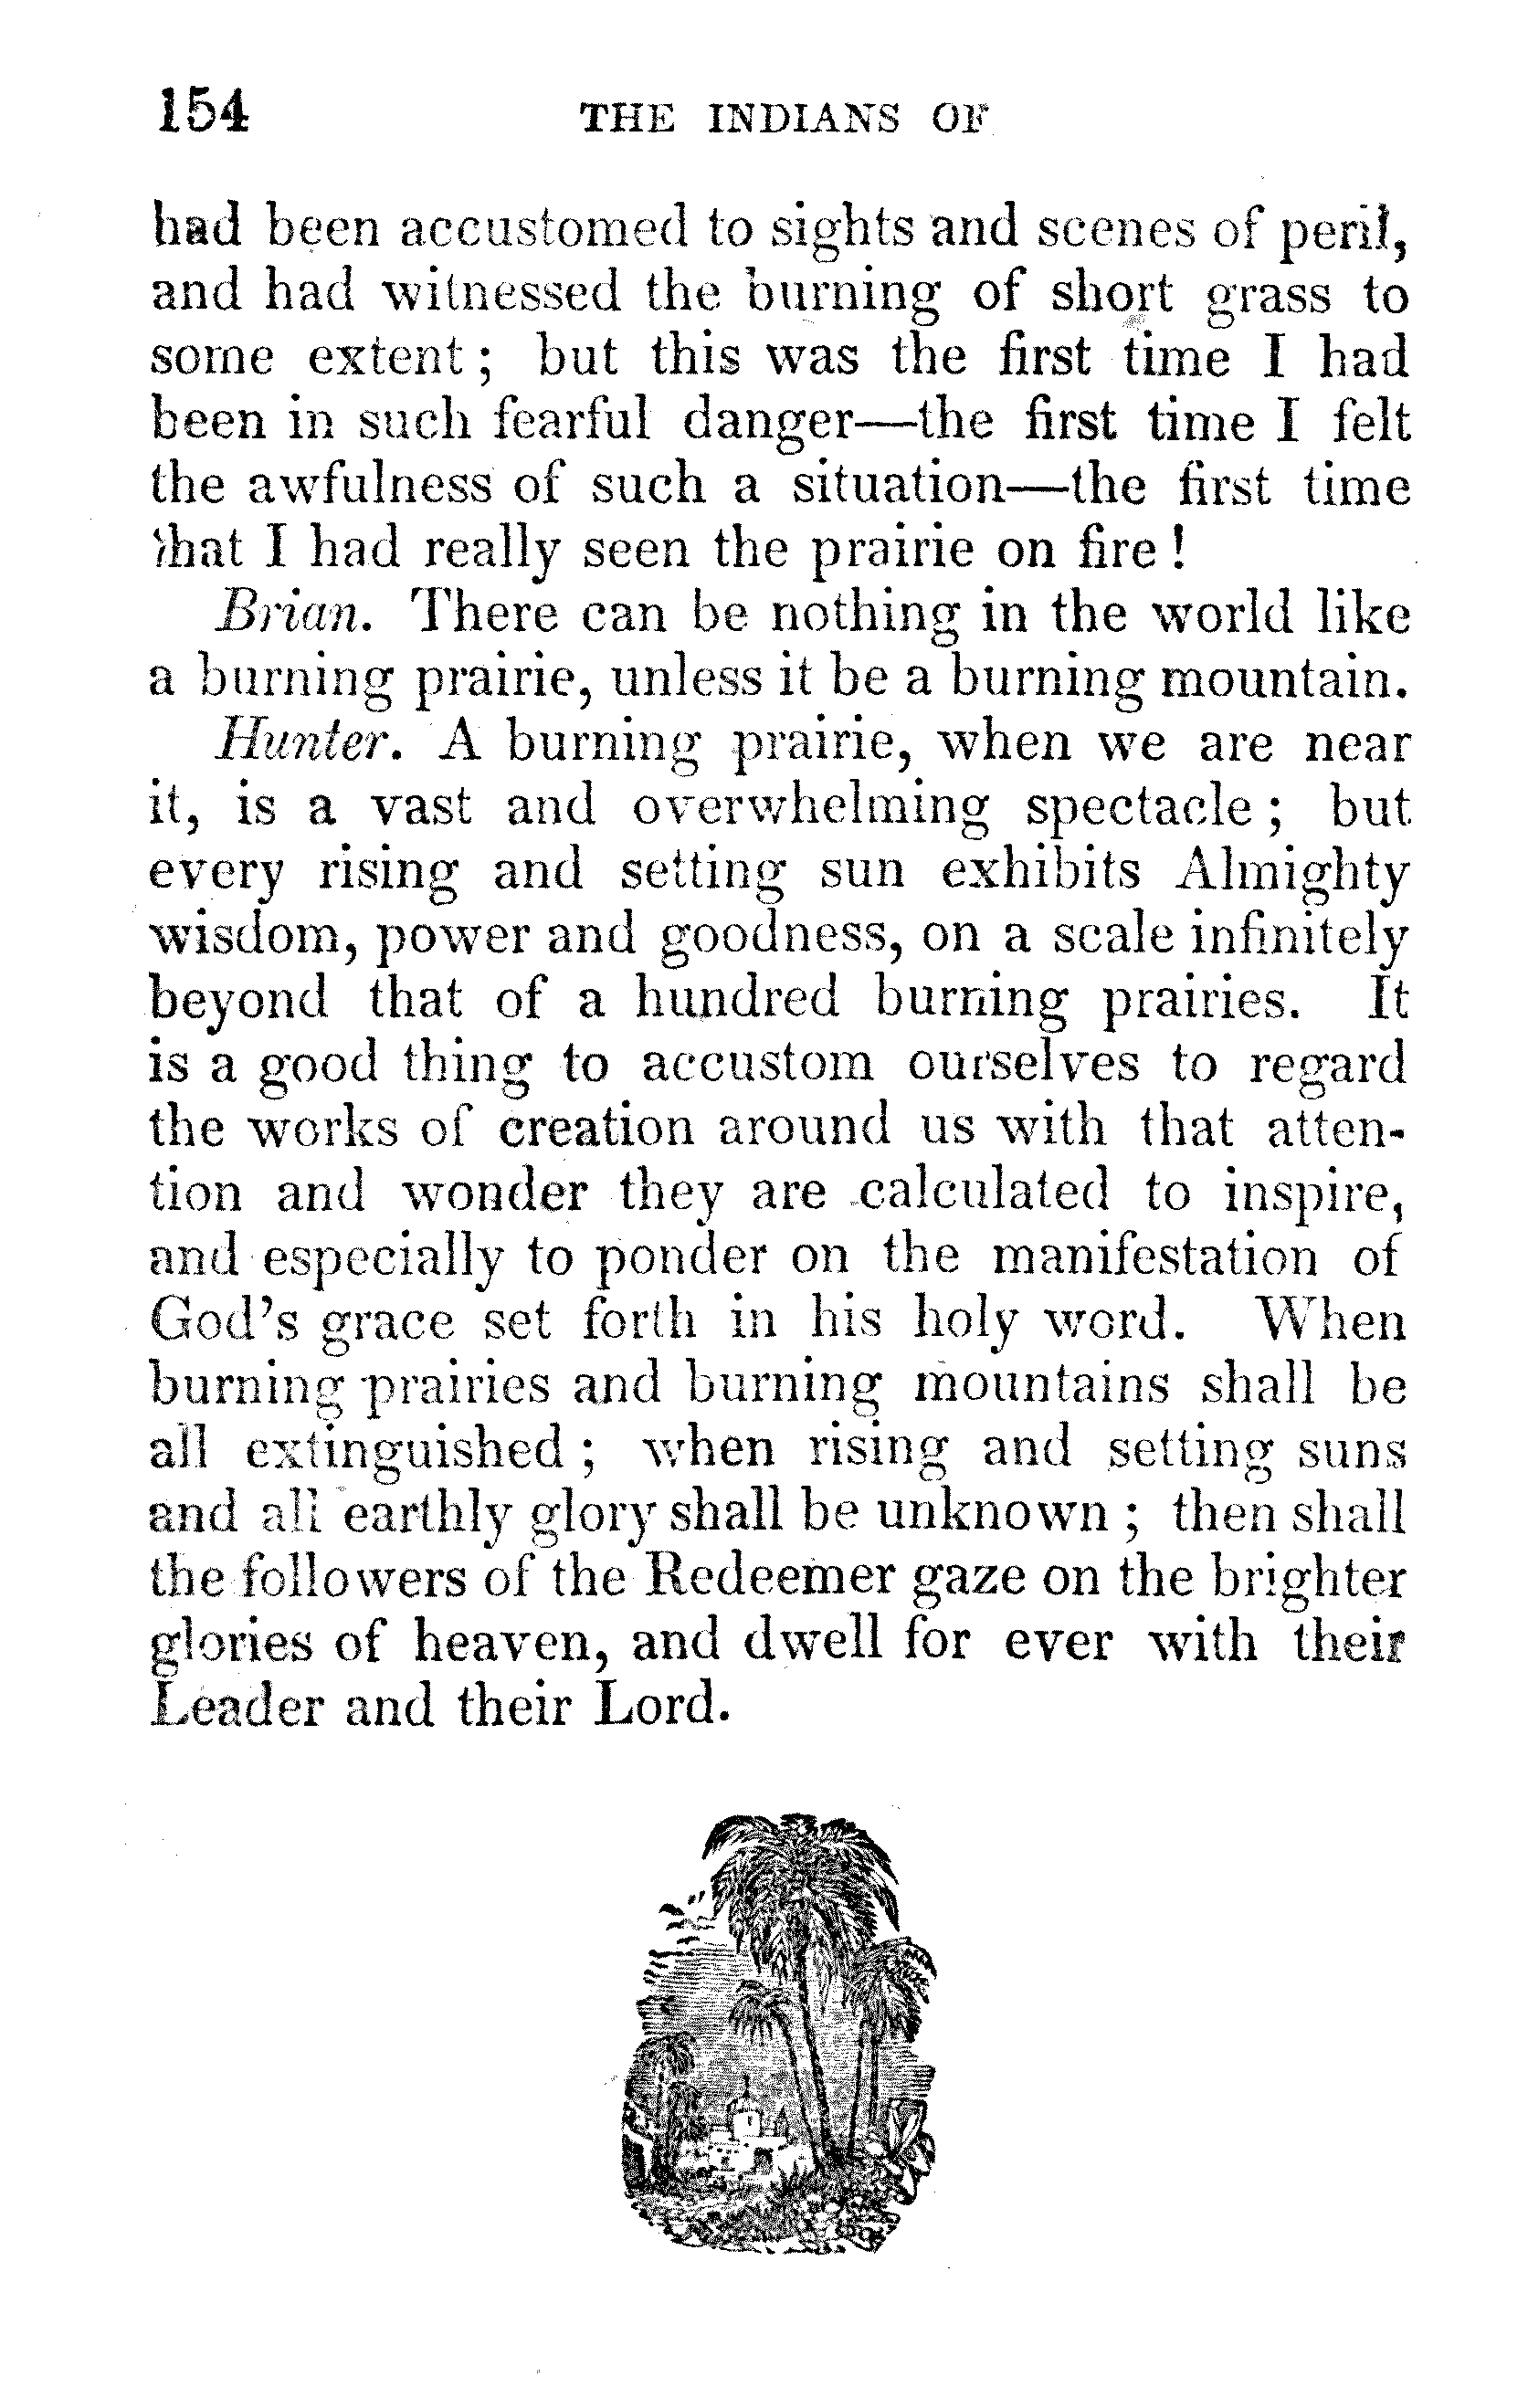 154 THE INDIANS OF
had been accustomed to sights and scenes of peril,
and had witnessed the burning of short grass to
some extent ; but this was the first time I had
been in such fearful danger—the first time I felt
the awfulness of such a situation—the first time
that I had really seen the prairie on fire !
Brian. There can be nothing in the world like
a burning prairie, unless it be a burning mountain.
Hunter. A burning prairie, when we are near
it, is a vast and overwhelming spectacle ; but
every rising and setting sun exhibits Almighty
wisdom, power and goodness, on a scale infinitely
beyond that of a hundred burning prairies. It
is a good thing to accustom ourselves to regard
the works of creation around us with that atten-
tion and wonder they are calculated to inspire,
and especially to ponder on the manifestation of
God's grace set forth in his holy word. When
burning prairies and burning mountains shall be
all extinguished ; when rising and setting suns
and all earthly glory shall be unknown ; then shall
the followers of the Redeemer gaze on the brighter
glories of heaven, and dwell for ever with their
Leader and their Lord.